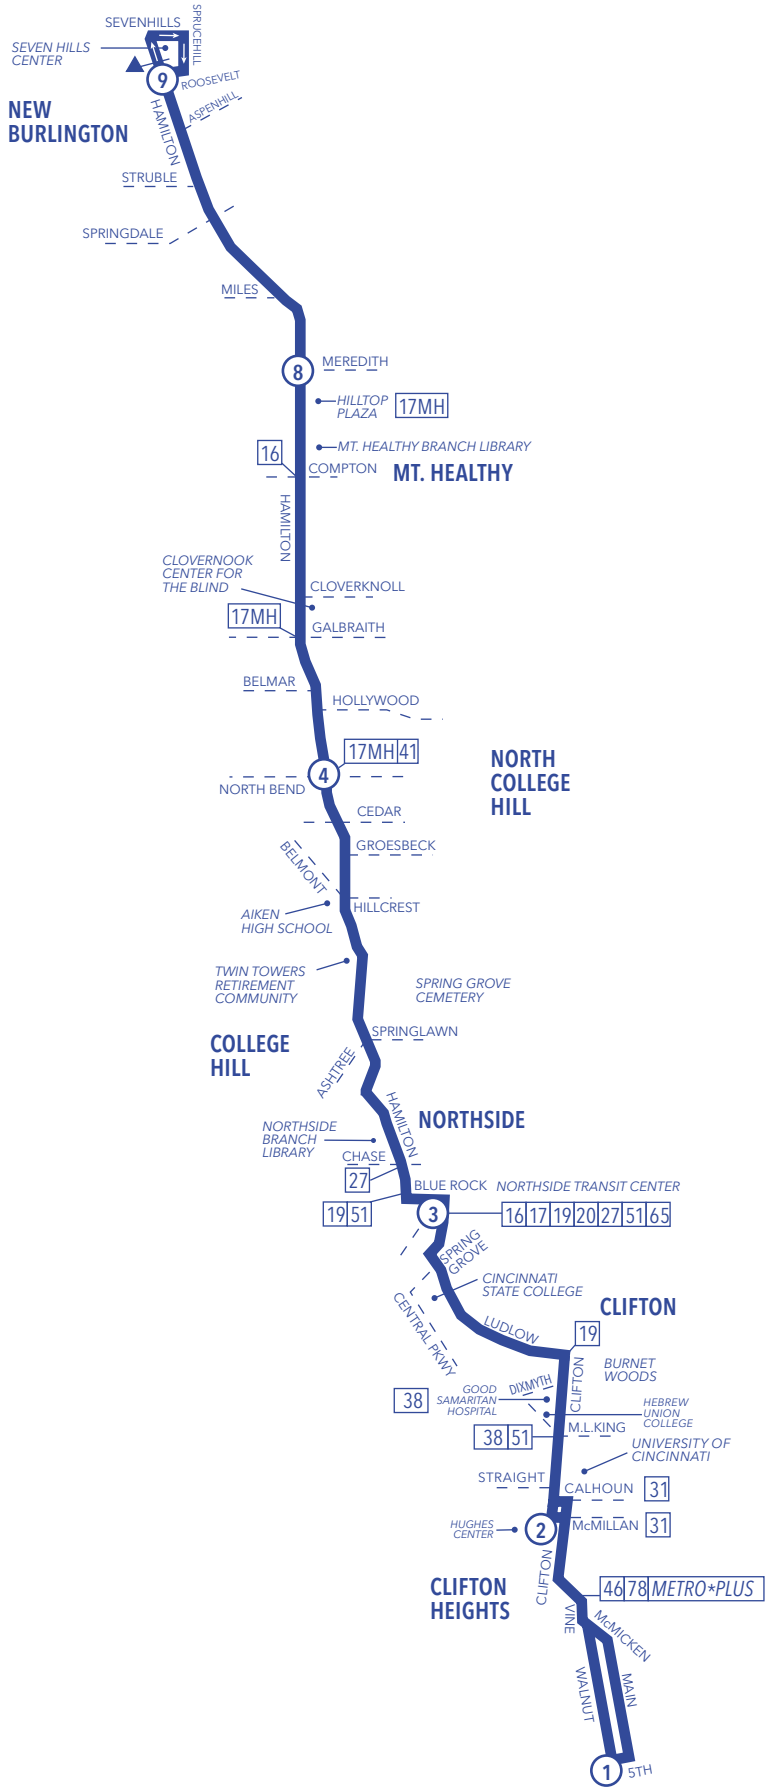 SEVENHILLS
SPRUCEHILL
SEVEN HILLS
CENTER
9
ROOSEVELT
NEW
BURLINGTON
HAMILTON
ASPENHILL
STRUBLE
SPRINGDALE
MILES
8
MEREDITH
HILLTOP
PLAZA
17MH
MT. HEALTHY BRANCH LIBRARY
16
COMPTON
MT. HEALTHY
HAMILTON
CLOVERNOOK
CENTER FOR
THE BLIND
CLOVERKNOLL
17MH
GALBRAITH
BELMAR
HOLLYWOOD
17MH 41
4
NORTH BEND
NORTH
COLLEGE
HILL
CEDAR
GROESBECK
BELMONT
HILLCREST
AIKEN
HIGH SCHOOL
TWIN TOWERS
RETIREMENT
COMMUNITY
SPRING GROVE
CEMETERY
SPRINGLAWN
COLLEGE
HILL
ASHTREE
HAMILTON
NORTHSIDE
NORTHSIDE
BRANCH
LIBRARY
CHASE
27
BLUE ROCK
NORTHSIDE TRANSIT CENTER
19 51
3
16 17 19 20 27 51 65
SPRING
GROVE
CINCINNATI
STATE COLLEGE
CENTRAL PKWY
CLIFTON
LUDLOW
19
BURNET
WOODS
CLIFTON
DIXMYTH
38
GOOD
SAMARITAN
HOSPITAL
HEBREW
UNION
COLLEGE
M.L.KING
38 51
UNIVERSITY OF
CINCINNATI
STRAIGHT
CALHOUN
31
HUGHES
CENTER
2
McMILLAN
31
CLIFTON
CLIFTON
HEIGHTS
46 78 METRO*PLUS
VINE
McMICKEN
WALNUT
MAIN
1
5TH